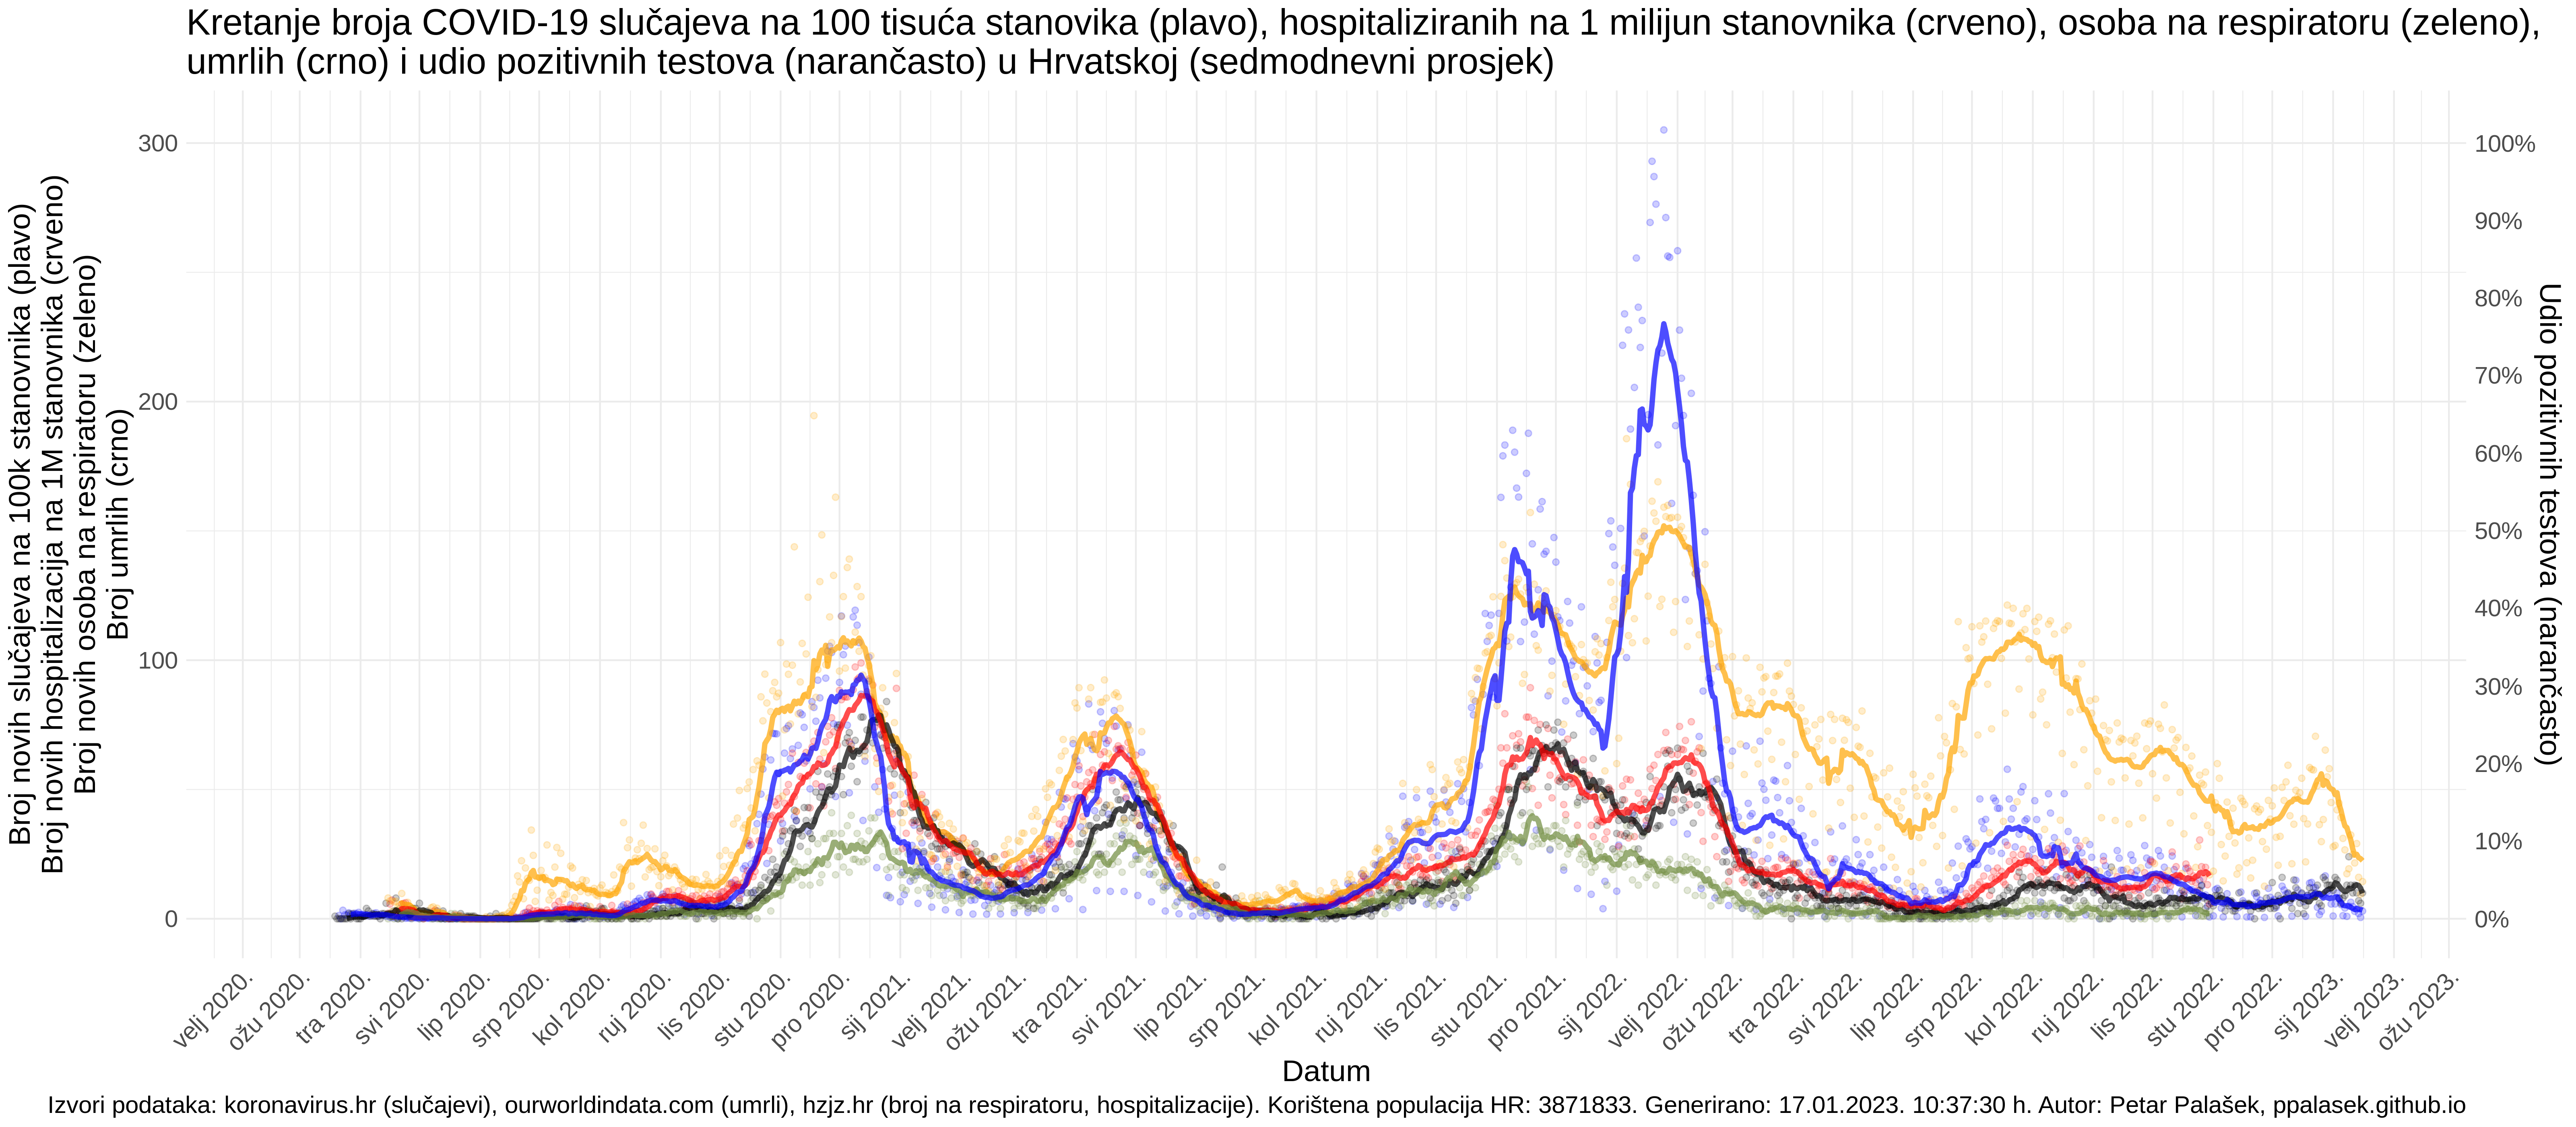 Kretanje broja COVID-19 slučajeva na 100 tisuća stanovika (plavo), hospitaliziranih na 1 milijun stanovnika (crveno), osoba na respiratoru (zeleno),
umrlih (crno) i udio pozitivnih testova (narančasto) u Hrvatskoj (sedmodnevni prosjek)
Broj novih slučajeva na 100k stanovnika (plavo)
Broj novih hospitalizacija na 1M stanovnika (crveno)
Broj novih osoba na respiratoru (zeleno)
Broj umrlih (crno)
300
200
100
0
100%
90%
80%
70%
60%
50%
40%
30%
20%
10%
0%
Udio pozitivnih testova (narančasto)
velj 2020.
ožu 2020.
tra 2020.
svi 2020.
lip 2020.
srp 2020.
kol 2020.
ruj 2020.
lis 2020.
stu 2020.
pro 2020.
sij 2021.
velj 2021.
ožu 2021.
tra 2021.
svi 2021.
lip 2021.
srp 2021.
kol 2021.
ruj 2021.
lis 2021.
stu 2021.
pro 2021.
sij 2022.
velj 2022.
ožu 2022.
tra 2022.
svi 2022.
lip 2022.
srp 2022.
kol 2022.
ruj 2022.
lis 2022.
stu 2022.
pro 2022.
sij 2023.
velj 2023.
ožu 2023.
Datum
Izvori podataka: koronavirus.hr (slučajevi), ourworldindata.com (umrli), hzjz.hr (broj na respiratoru, hospitalizacije). Korištena populacija HR: 3871833. Generirano: 17.01.2023. 10:37:30 h. Autor: Petar Palašek, ppalasek.github.io